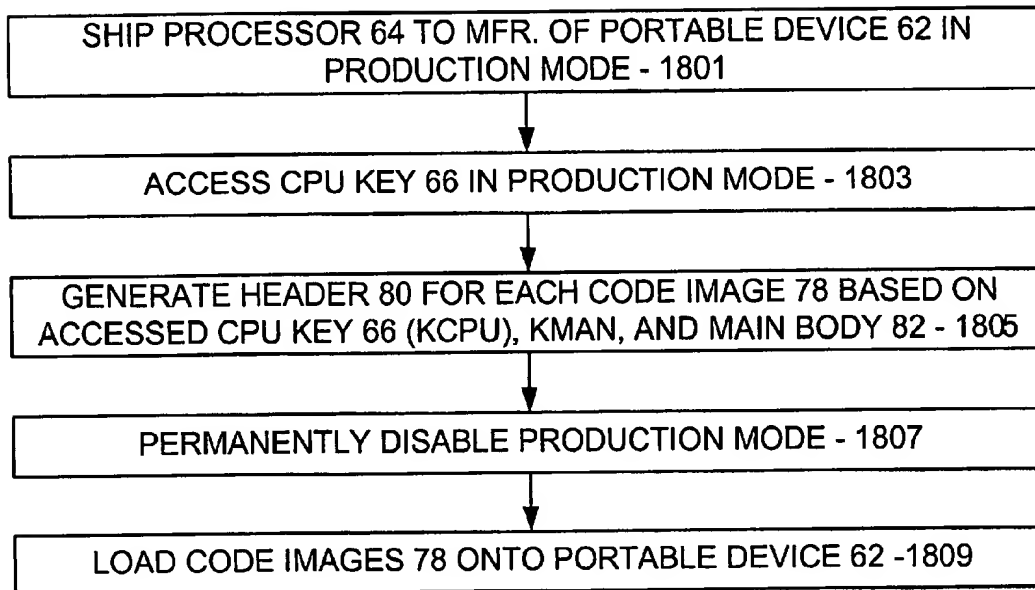 SHIP PROCESSOR 64 TO MFR. OF PORTABLE DEVICE 62 IN
PRODUCTION MODE - 1801
ACCESS CPU KEY 66 IN PRODUCTION MODE - 1803
GENERATE HEADER 80 FOR EACH CODE IMAGE 78 BASED ON
ACCESSED CPU KEY 66 (KCPU), KMAN, AND MAIN BODY 82 - 1805
PERMANENTLY DISABLE PRODUCTION MODE - 1807
LOAD CODE IMAGES 78 ONTO PORTABLE DEVICE 62 -1809